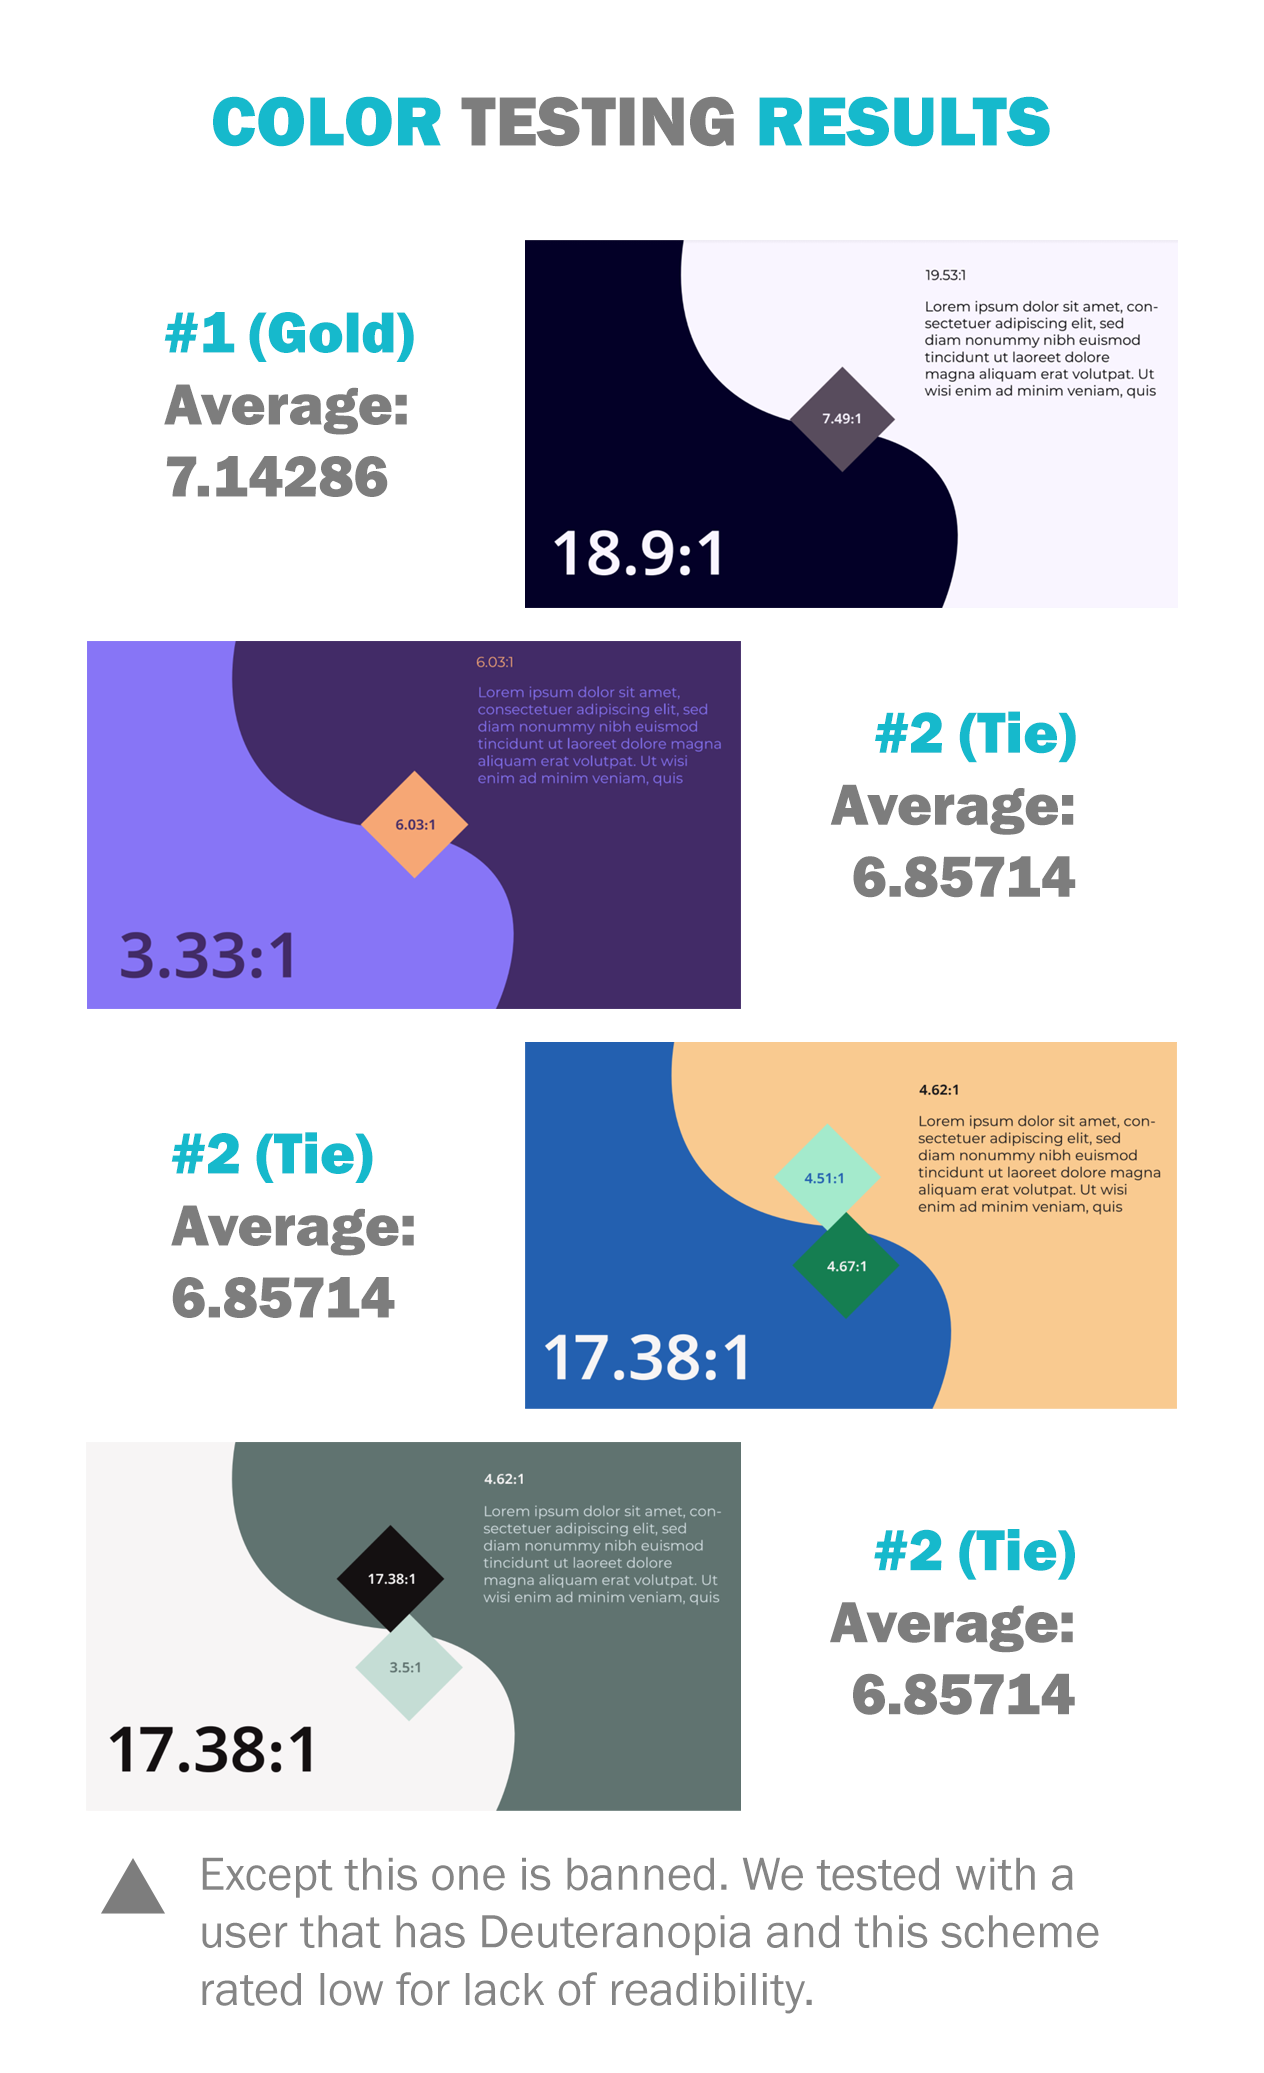 COLOR TESTING RESULTS
#1 (Gold)
Average:
7.14286
19.53:1
Lorem ipsum dolor sit amet, con-
sectetuer adipiscing elit, sed
diam nonummy nibh euismod
tincidunt ut laoreet dolore
magna aliquam erat volutpat. Ut
wisi enim ad minim veniam, quis
7.49:1
18.9:1
6.03:1
Lorem ipsum dolor sit amet,
consectetuer adipiscing elit, sed
diam nonummy nibh euismod
tincidunt ut laoreet dolore magna
aliquam erat volutpat. Ut wisi
enim ad minim veniam, quis
6.03:1
3.33:1
#2 (Tie)
Average:
6.85714
#2 (Tie)
Average:
6.85714
4.62:1
Lorem ipsum dolor sit amet, con-
sectetuer adipiscing elit, sed
diam nonummy nibh euismod
tincidunt ut laoreet dolore magna
aliquam erat volutpat. Ut wisi
enim ad minim veniam, quis
4.51:1
4.67:1
17.38:1
4.62:1
Lorem ipsum dolor sit amet, con-
sectetuer adipiscing elit, sed
diam nonummy nibh euismod
tincidunt ut laoreet dolore
magna aliquam erat volutpat. Ut
wisi enim ad minim veniam, quis
17.38:1
3.5:1
17.38:1
#2 (Tie)
Average:
6.85714
Except this one is banned. We tested with a
user that has Deuteranopia and this scheme
rated low for lack of readibility.